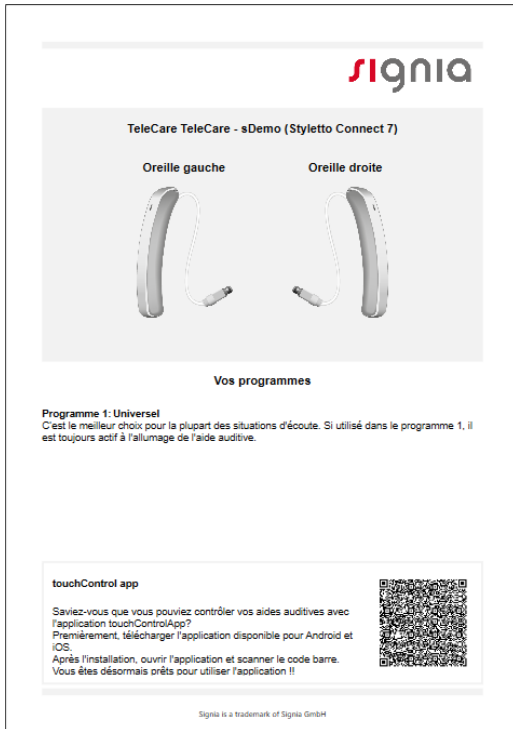 signia
TeleCare TeleCare - sDemo (Styletto Connect 7)
Oreille gauche
Oreille droite
Vos programmes
Programme 1: Universel
C'est le meilleur choix pour la plupart des situations d'écoute. Si utilisé dans le programme 1, il
est toujours actif à l'allumage de l'aide auditive.
touchControl app
Saviez-vous que vous pouviez contrôler vos aides auditives avec
l'application touchControlApp?
Premièrement, télécharger l'application disponible pour Android et
iOS.
Après l'installation, ouvrir l'application et scanner le code barre.
Vous êtes désormais prêts pour utiliser l'application !!
Signia is a trademark of Signia GmbH